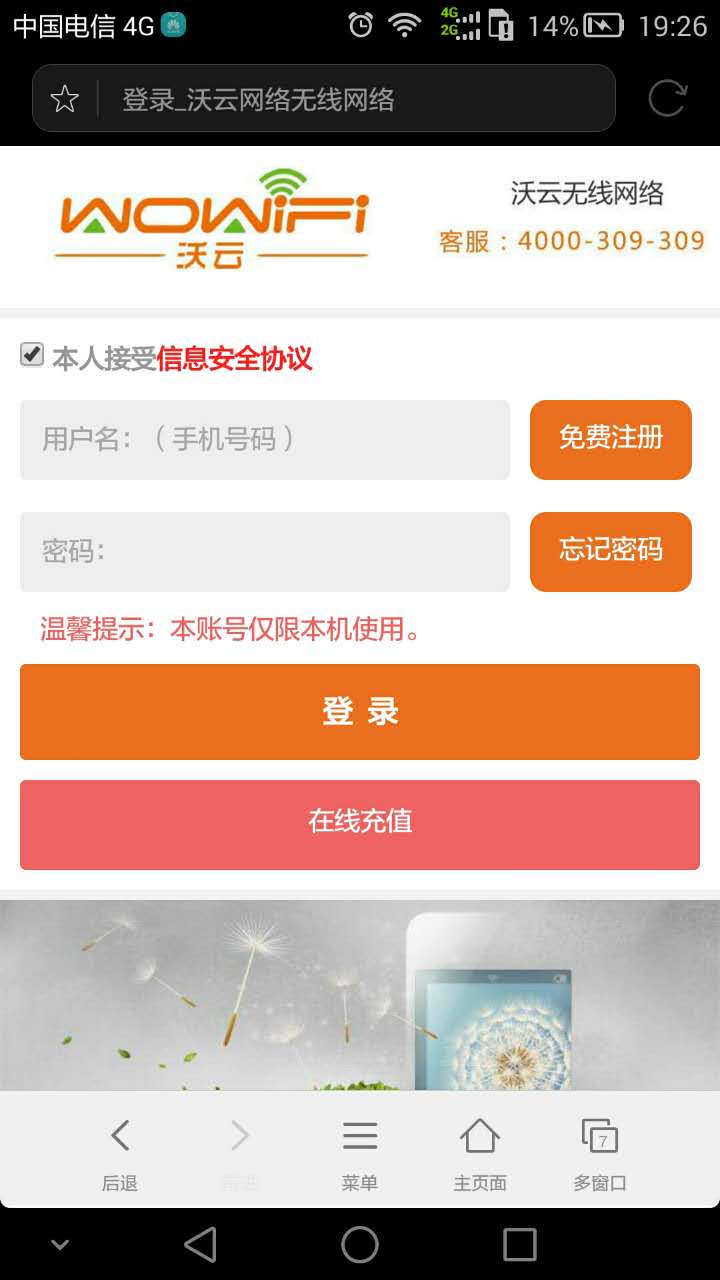 中国电信 4G 4G 2G 14% 19:26
登录_沃云网络无线网络
WOWiFi
沃云
沃云无线网络
客服：4000-309-309
本人接受信息安全协议
用户名：（手机号码） 免费注册
密码： 忘记密码
温馨提示：本账号仅限本机使用。
登 录
在线充值
7
后退 前进 菜单 主页面 多窗口